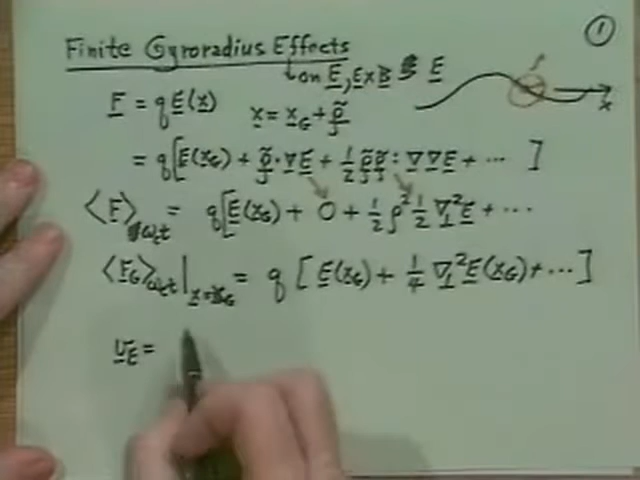 ①
Finite Gyroradius Effects
on E, E×B & E
F = qE(x)   x = x_G + ρ̃
ρ
x
= q[E(x_G) + ρ̃·∇E + ½ρ̃ρ̃:∇∇E + ··· ]
⟨F⟩_ωct = q[E(x_G) + 0 + ½ρ²½∇⊥²E + ···
⟨F_G⟩_ωct|_x=x_G = q [ E(x_G) + ¼ ∇⊥²E(x_G) + ··· ]
v_E =